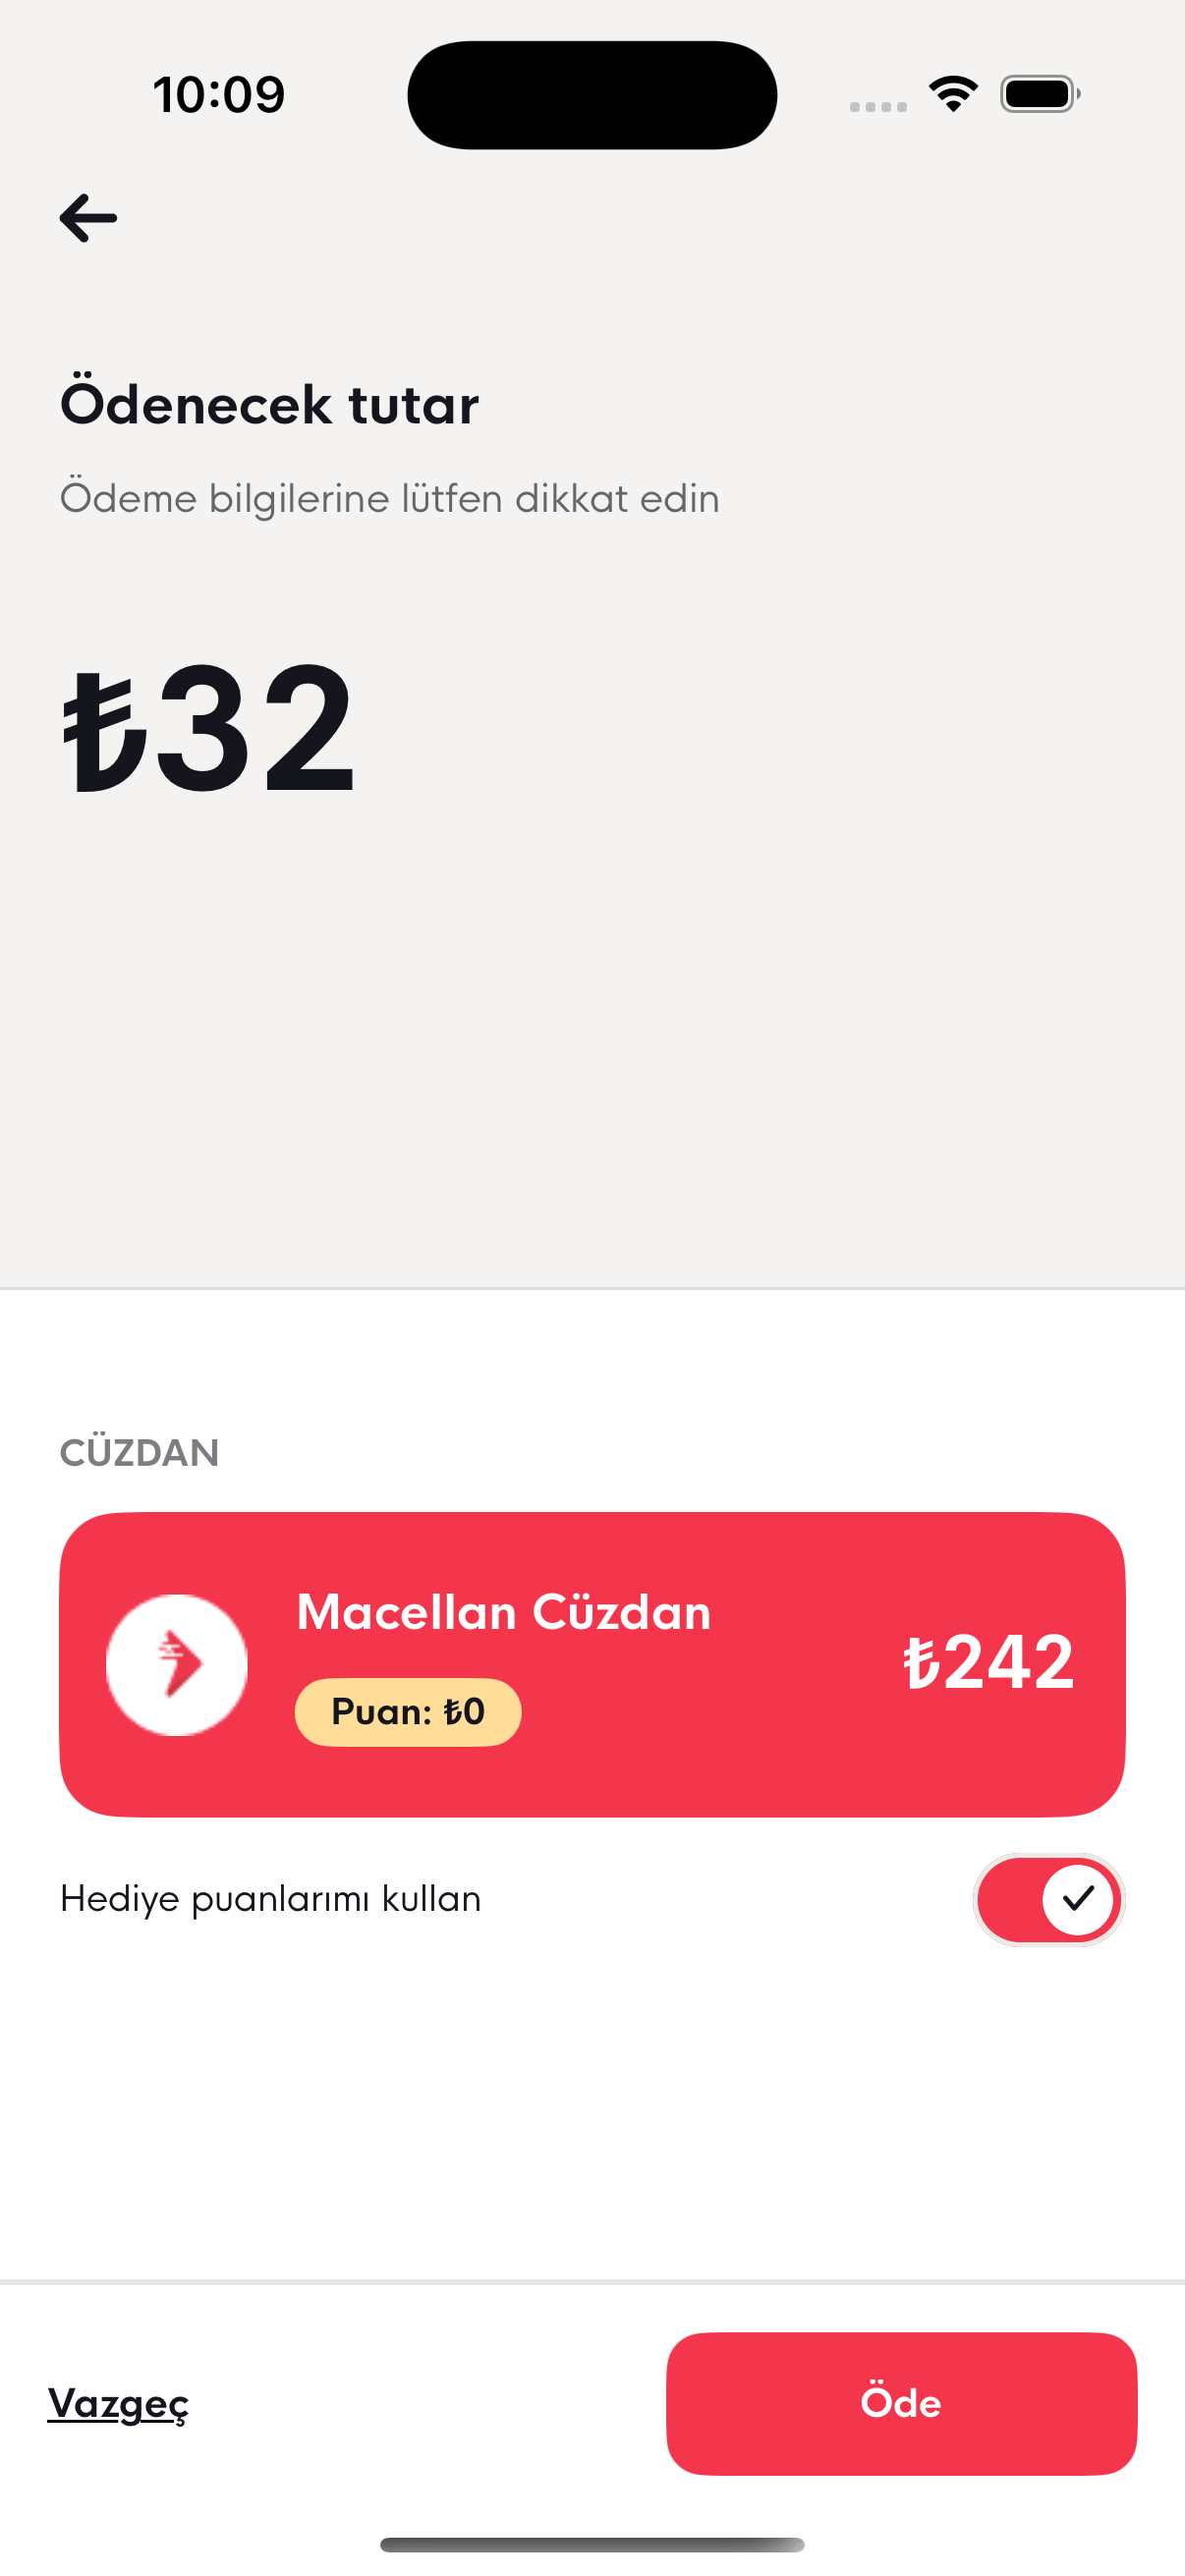 10:09
Ödenecek tutar
Ödeme bilgilerine lütfen dikkat edin
₺32
CÜZDAN
Macellan Cüzdan
₺242
Puan: ₺0
Hediye puanlarımı kullan
Vazgeç
Öde